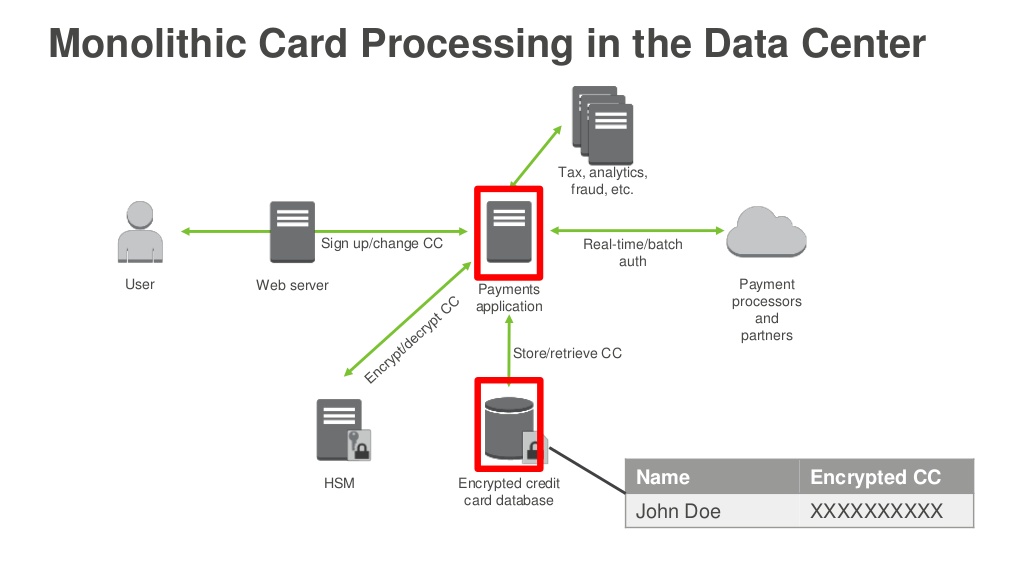 Monolithic Card Processing in the Data Center
Tax, analytics,
fraud, etc.
Sign up/change CC
Real-time/batch
auth
User
Web server
Payments
application
Payment
processors
and
partners
Encrypt/decrypt CC
Store/retrieve CC
HSM
Encrypted credit
card database
Name Encrypted CC
John Doe XXXXXXXXXX